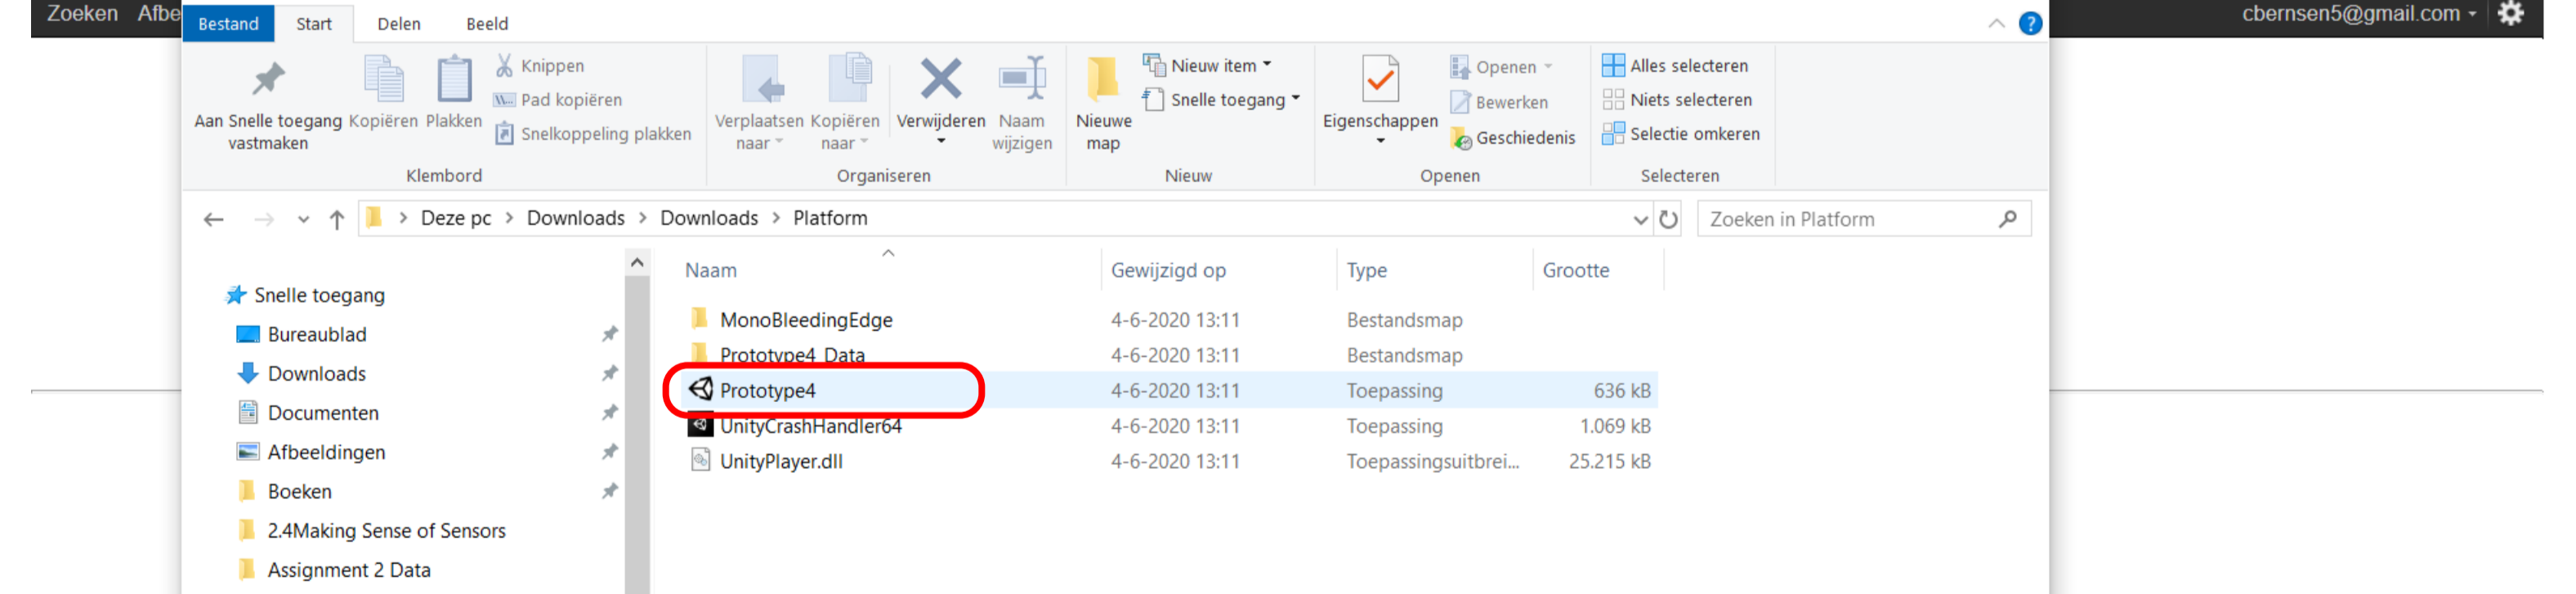 Zoeken Afbe
cbernsen5@gmail.com
Bestand Start Delen Beeld
Aan Snelle toegang vastmaken
Kopiëren
Plakken
Knippen
Pad kopiëren
Snelkoppeling plakken
Klembord
Verplaatsen naar
Kopiëren naar
Verwijderen
Naam wijzigen
Organiseren
Nieuwe map
Nieuw item
Snelle toegang
Nieuw
Eigenschappen
Openen
Bewerken
Geschiedenis
Openen
Alles selecteren
Niets selecteren
Selectie omkeren
Selecteren
> Deze pc > Downloads > Downloads > Platform
Zoeken in Platform
Snelle toegang
Bureaublad
Downloads
Documenten
Afbeeldingen
Boeken
2.4Making Sense of Sensors
Assignment 2 Data
Naam Gewijzigd op Type Grootte
MonoBleedingEdge 4-6-2020 13:11 Bestandsmap
Prototype4_Data 4-6-2020 13:11 Bestandsmap
Prototype4 4-6-2020 13:11 Toepassing 636 kB
UnityCrashHandler64 4-6-2020 13:11 Toepassing 1.069 kB
UnityPlayer.dll 4-6-2020 13:11 Toepassingsuitbrei... 25.215 kB